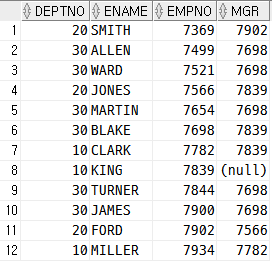 DEPTNO ENAME EMPNO MGR
1 20 SMITH 7369 7902
2 30 ALLEN 7499 7698
3 30 WARD 7521 7698
4 20 JONES 7566 7839
5 30 MARTIN 7654 7698
6 30 BLAKE 7698 7839
7 10 CLARK 7782 7839
8 10 KING 7839 (null)
9 30 TURNER 7844 7698
10 30 JAMES 7900 7698
11 20 FORD 7902 7566
12 10 MILLER 7934 7782